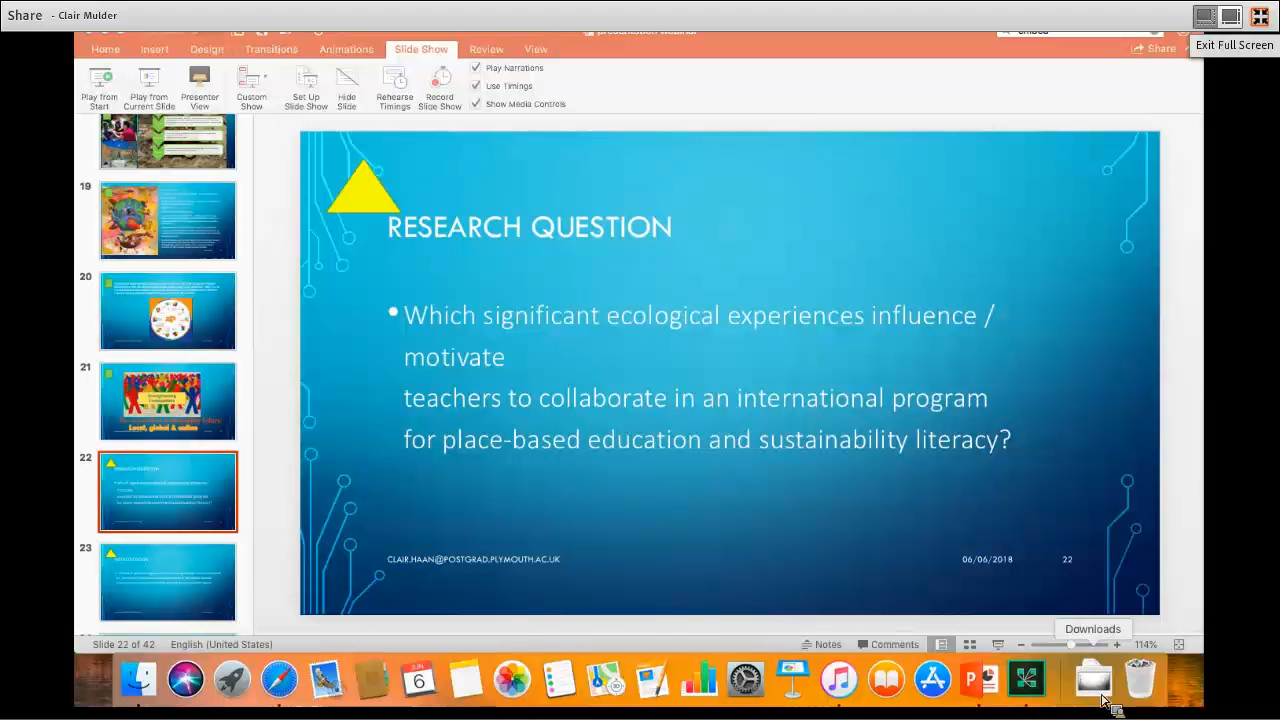 Share - Clair Mulder
Exit Full Screen
Home Insert Design Transitions Animations Slide Show Review View Share
Play from Start
Play from Current Slide
Presenter View
Custom Show
Set Up Slide Show
Hide Slide
Rehearse Timings
Record Slide Show
Play Narrations
Use Timings
Show Media Controls
19
20
21
Local, global & online
22
23
RESEARCH QUESTION
• Which significant ecological experiences influence /
motivate
teachers to collaborate in an international program
for place-based education and sustainability literacy?
CLAIR.HAAN@POSTGRAD.PLYMOUTH.AC.UK 06/06/2018 22
Downloads
Slide 22 of 42 English (United States) Notes Comments 114%
JUN
6